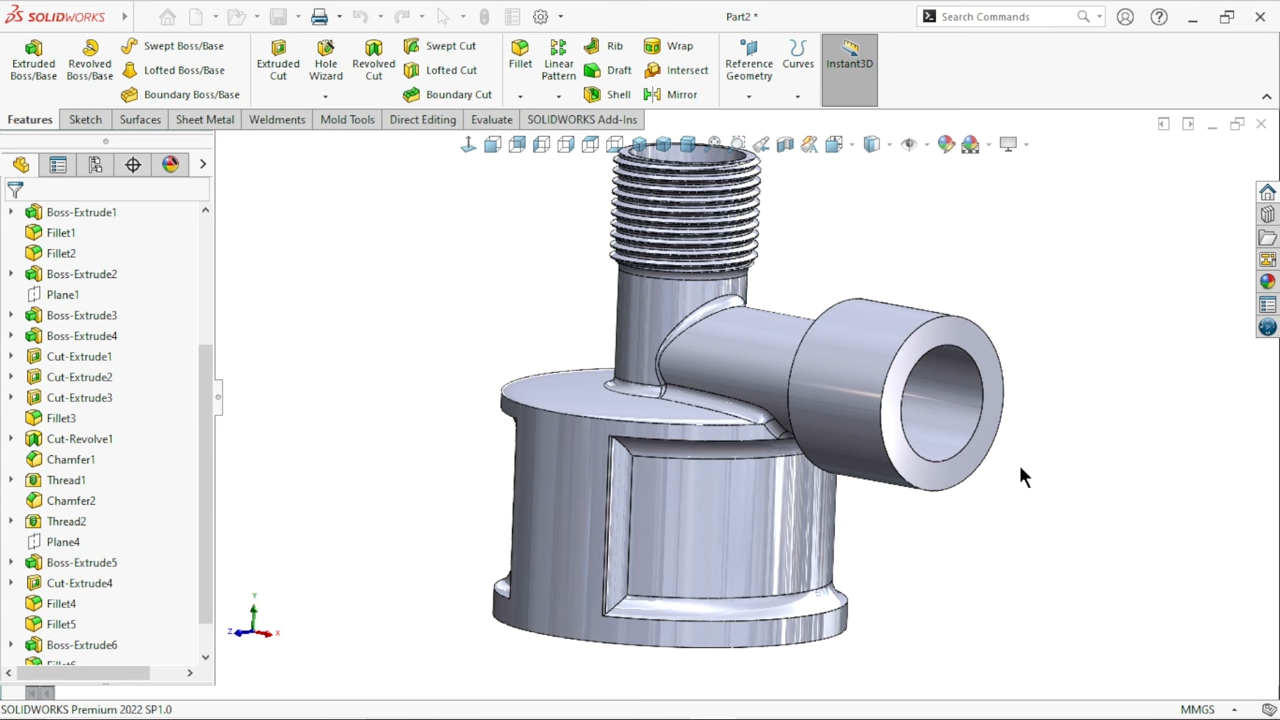 SOLIDWORKS
Part2 *
Search Commands
Extruded Boss/Base
Revolved Boss/Base
Swept Boss/Base
Lofted Boss/Base
Boundary Boss/Base
Extruded Cut
Hole Wizard
Revolved Cut
Swept Cut
Lofted Cut
Boundary Cut
Fillet
Linear Pattern
Rib
Draft
Shell
Wrap
Intersect
Mirror
Reference Geometry
Curves
Instant3D
Features
Sketch
Surfaces
Sheet Metal
Weldments
Mold Tools
Direct Editing
Evaluate
SOLIDWORKS Add-Ins
Boss-Extrude1
Fillet1
Fillet2
Boss-Extrude2
Plane1
Boss-Extrude3
Boss-Extrude4
Cut-Extrude1
Cut-Extrude2
Cut-Extrude3
Fillet3
Cut-Revolve1
Chamfer1
Thread1
Chamfer2
Thread2
Plane4
Boss-Extrude5
Cut-Extrude4
Fillet4
Fillet5
Boss-Extrude6
Y
Z
X
SOLIDWORKS Premium 2022 SP1.0
MMGS